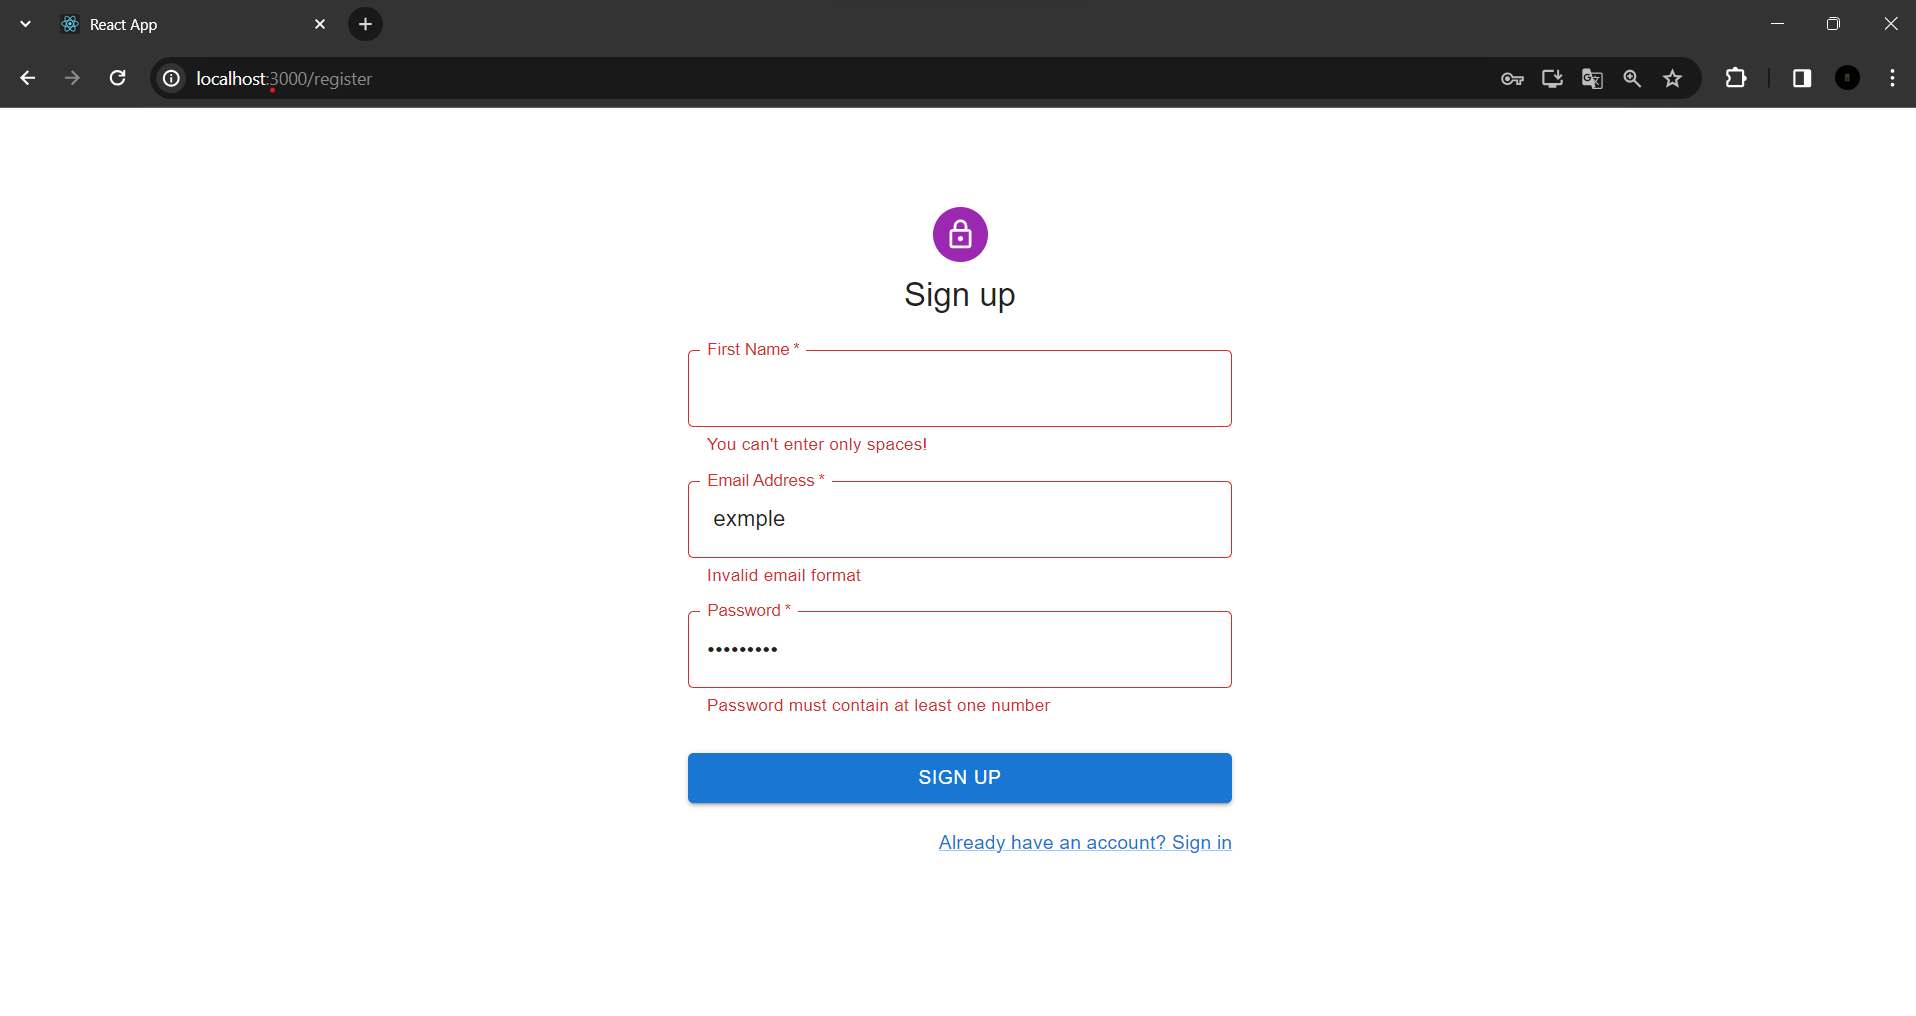 React App
localhost:3000/register
Sign up
First Name *
You can't enter only spaces!
Email Address *
exmple
Invalid email format
Password *
•••••••••
Password must contain at least one number
SIGN UP
Already have an account? Sign in